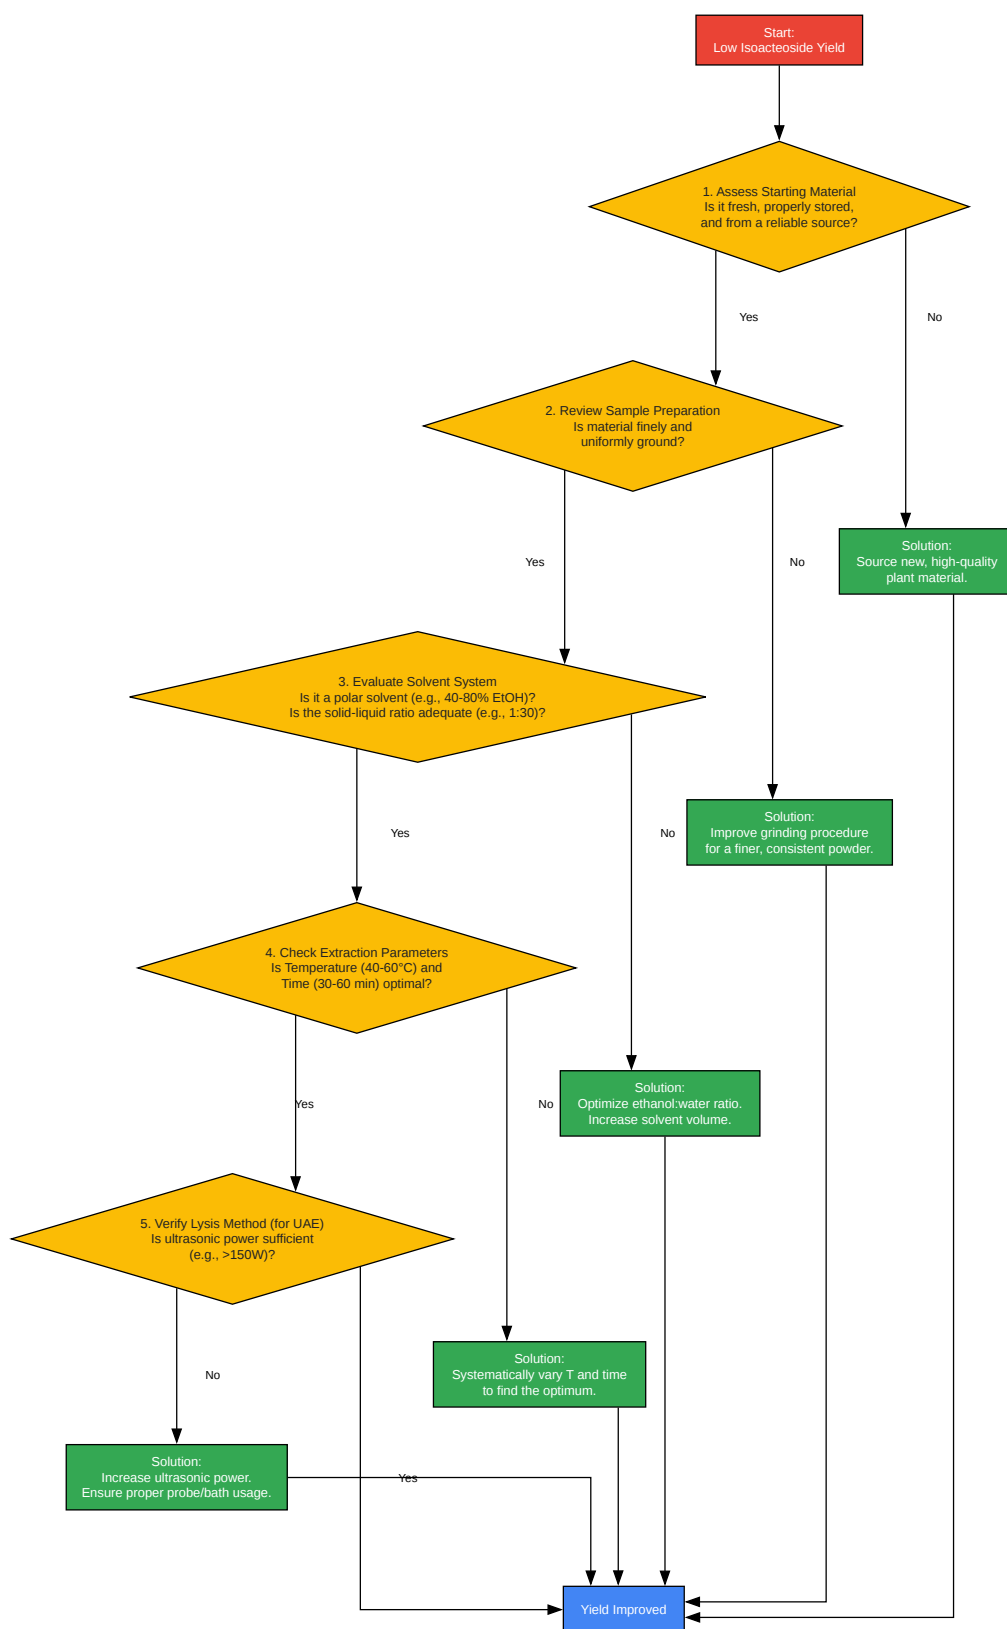 Start:
Low Isoacteoside Yield
1. Assess Starting Material
Is it fresh, properly stored,
and from a reliable source?
Yes
No
2. Review Sample Preparation
Is material finely and
uniformly ground?
Yes
No
Solution:
Source new, high-quality
plant material.
3. Evaluate Solvent System
Is it a polar solvent (e.g., 40-80% EtOH)?
Is the solid-liquid ratio adequate (e.g., 1:30)?
Yes
No
Solution:
Improve grinding procedure
for a finer, consistent powder.
4. Check Extraction Parameters
Is Temperature (40-60°C) and
Time (30-60 min) optimal?
Yes
No
Solution:
Optimize ethanol:water ratio.
Increase solvent volume.
5. Verify Lysis Method (for UAE)
Is ultrasonic power sufficient
(e.g., >150W)?
No
Solution:
Systematically vary T and time
to find the optimum.
Solution:
Increase ultrasonic power.
Ensure proper probe/bath usage.
Yes
Yield Improved